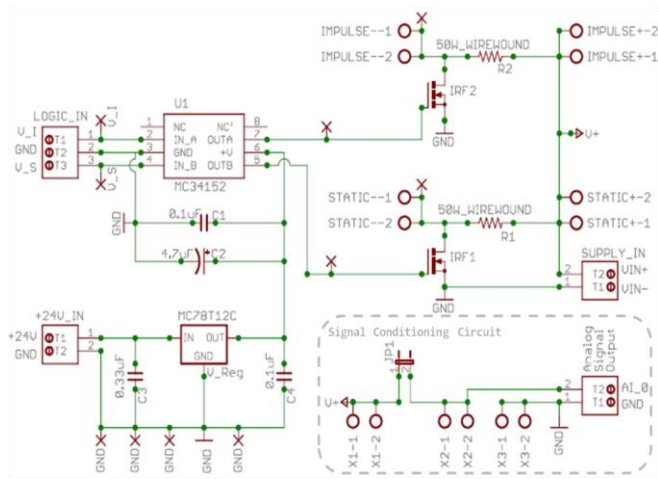 IMPULSE--1
IMPULSE--2
50W_WIREWOUND
R2
IMPULSE+-2
IMPULSE+-1
IRF2
GND
V+
LOGIC_IN
V_I
GND
V_S
T1
T2
T3
1
2
3
V_I
V_S
U1
1
2
3
4
NC
IN_A
GND
IN_B
NC'
OUTA
+V
OUTB
8
7
6
5
MC34152
GND
0.1uF
C1
4.7uF
+
C2
STATIC--1
STATIC--2
50W_WIREWOUND
R1
STATIC+-2
STATIC+-1
IRF1
GND
SUPPLY_IN
2
1
T2
T1
VIN+
VIN-
+24V_IN
+24V
GND
T1
T2
1
2
MC78T12C
IN
OUT
GND
V_Reg
0.33uF
C3
0.1uF
C4
GND
GND
GND
GND
GND
Signal Conditioning Circuit
JP1
1
2
V+
X1-1
X1-2
X2-1
X2-2
X3-1
X3-2
GND
Analog
Signal
Output
2
1
T2
T1
AI_0
GND